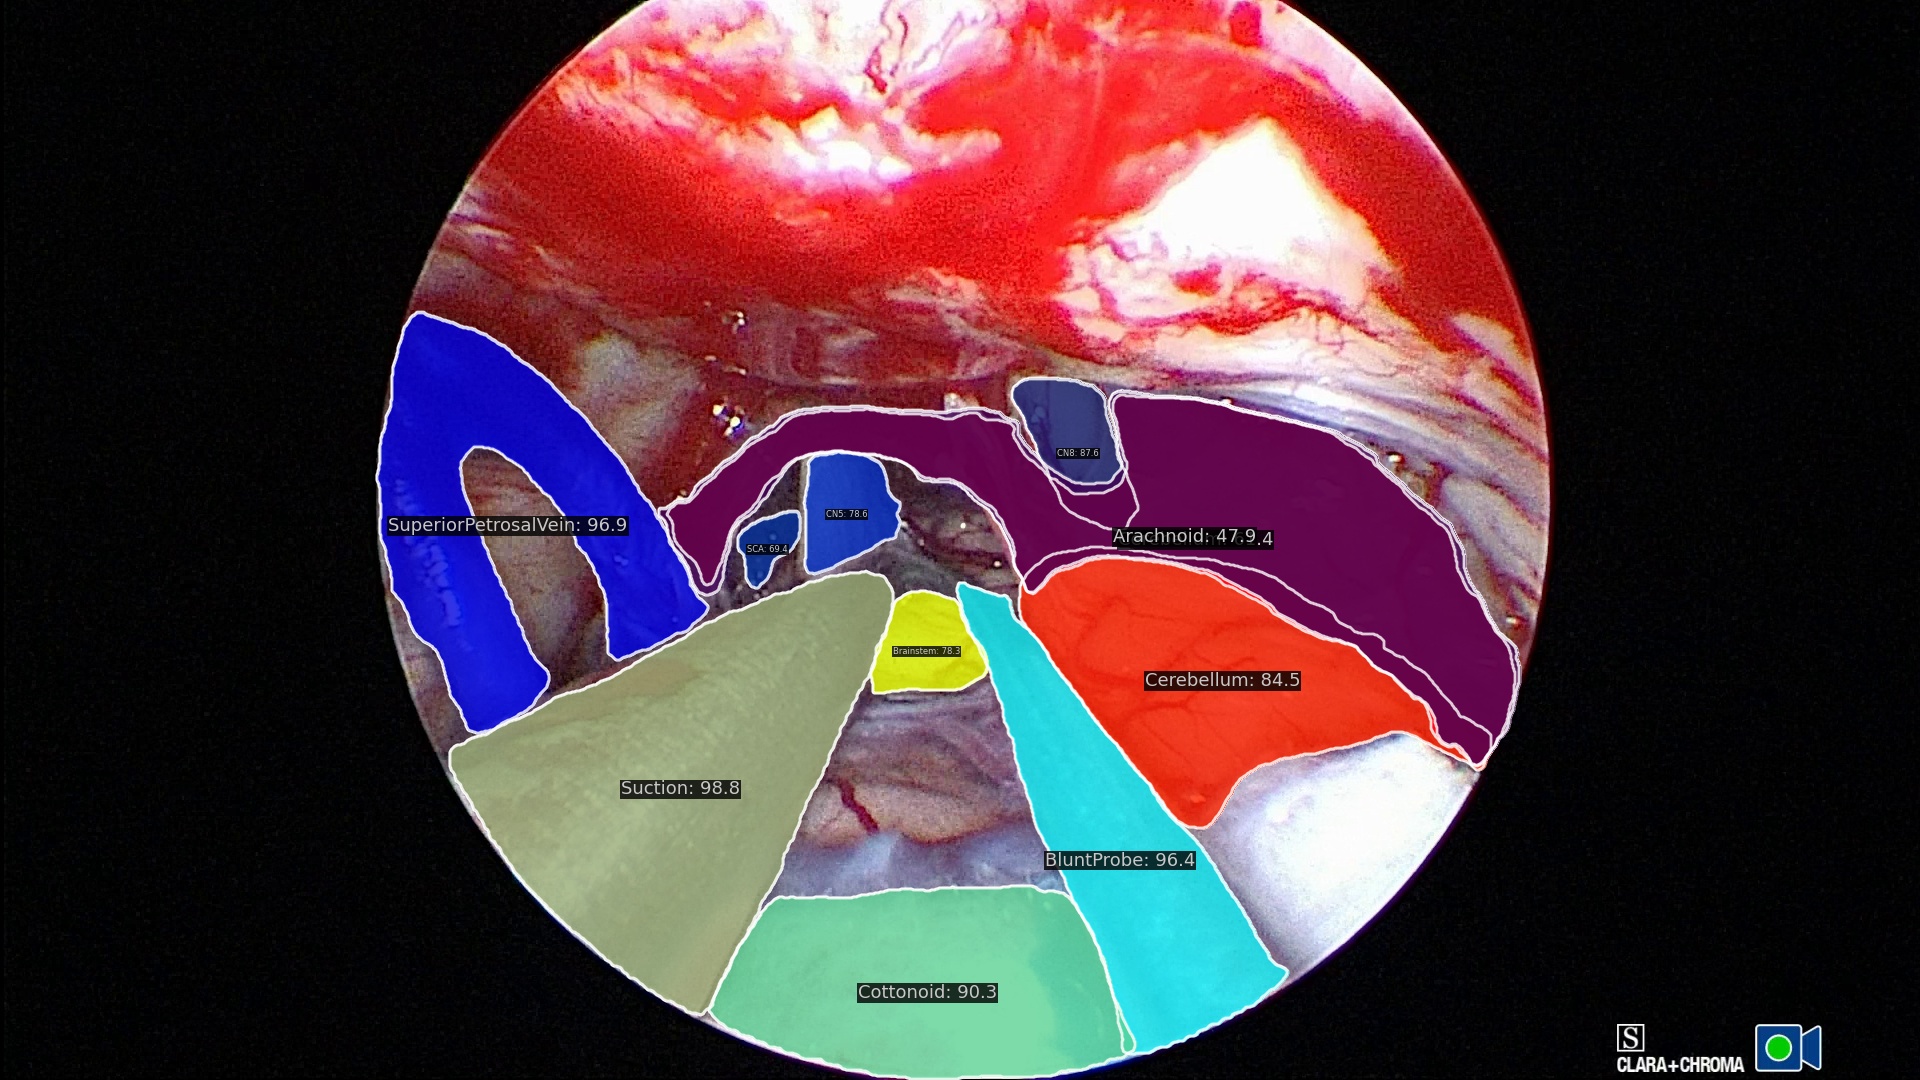 CN8: 87.6
CN5: 78.6
SuperiorPetrosalVein: 96.9
Arachnoid: 47.9
.4
SCA: 69.4
Brainstem: 78.3
Cerebellum: 84.5
Suction: 98.8
BluntProbe: 96.4
Cottonoid: 90.3
S
CLARA+CHROMA